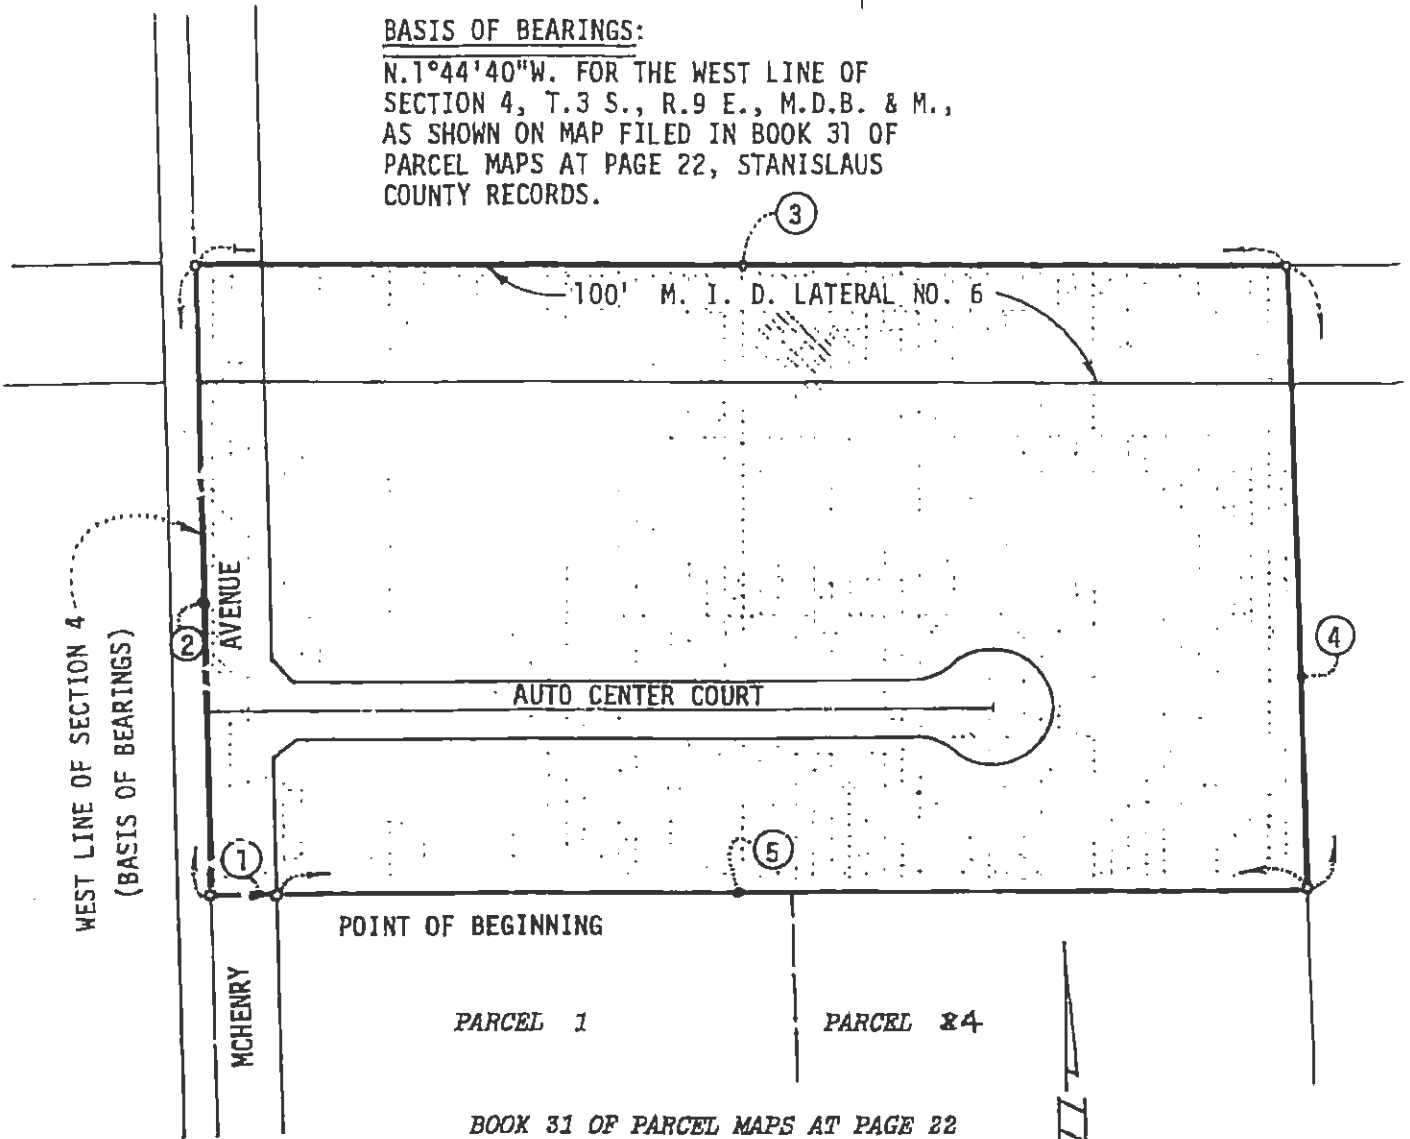 BASIS OF BEARINGS:
N.1°44'40"W. FOR THE WEST LINE OF
SECTION 4, T.3 S., R.9 E., M.D.B. & M.,
AS SHOWN ON MAP FILED IN BOOK 31 OF
PARCEL MAPS AT PAGE 22, STANISLAUS
COUNTY RECORDS.
3
100' M. I. D. LATERAL NO. 6
WEST LINE OF SECTION 4
(BASIS OF BEARINGS)
2
AVENUE
4
AUTO CENTER COURT
1
5
POINT OF BEGINNING
MCHENRY
PARCEL 1
PARCEL 4
BOOK 31 OF PARCEL MAPS AT PAGE 22